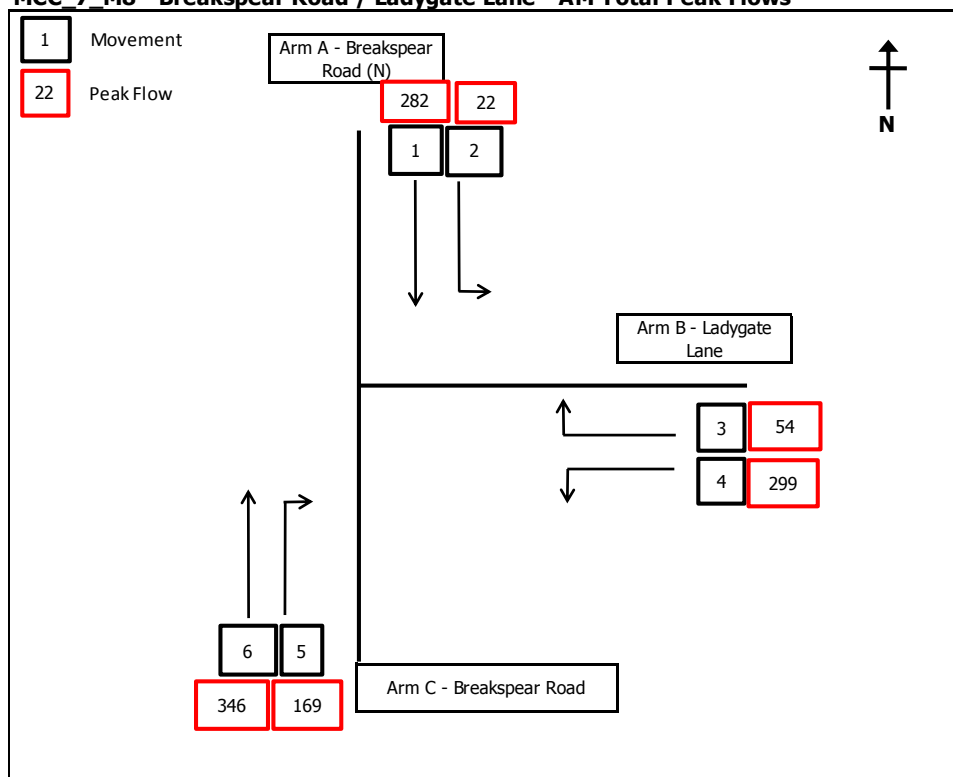 MCC_7_M8 - Breakspear Road / Ladygate Lane - AM Total Peak Flows
1 Movement
22 Peak Flow
Arm A - Breakspear
Road (N)
282 22
1 2
N
Arm B - Ladygate
Lane
3 54
4 299
6 5
346 169
Arm C - Breakspear Road